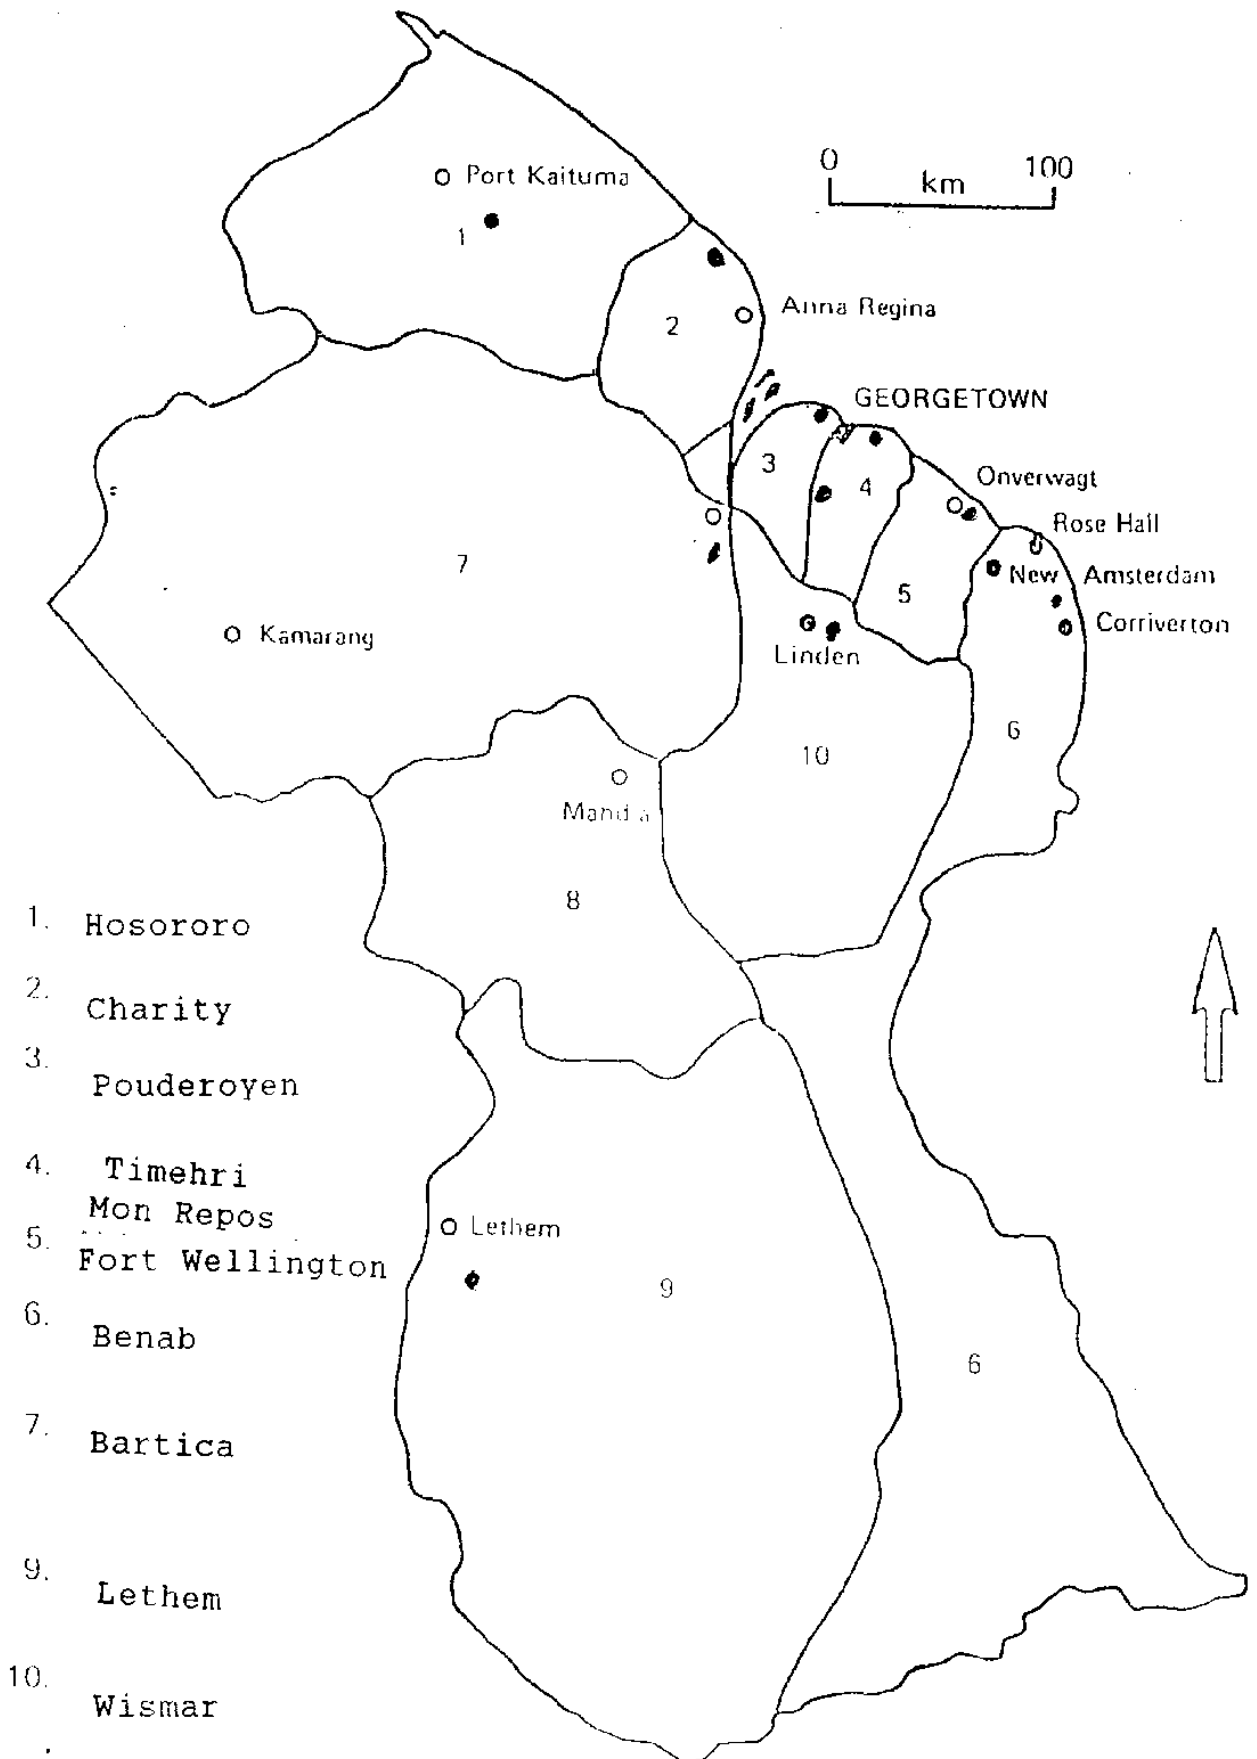 0 km 100
Port Kaituma
1
2
Anna Regina
GEORGETOWN
3
4
Onverwagt
Rose Hall
7
5
New Amsterdam
Kamarang
Corriverton
Linden
6
10
Mandia
8
1. Hosororo
2. Charity
3. Pouderoyen
4. Timehri
Mon Repos
5. Fort Wellington
Lethem
9
6. Benab
6
7. Bartica
9. Lethem
10. Wismar